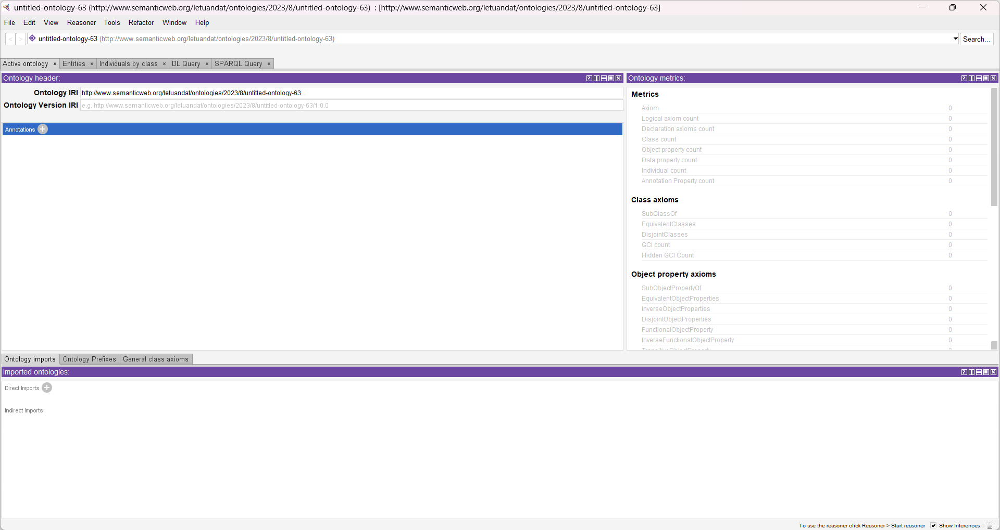 untitled-ontology-63 (http://www.semanticweb.org/letuandat/ontologies/2023/8/untitled-ontology-63) : [http://www.semanticweb.org/letuandat/ontologies/2023/8/untitled-ontology-63]
File Edit View Reasoner Tools Refactor Window Help
< > untitled-ontology-63 (http://www.semanticweb.org/letuandat/ontologies/2023/8/untitled-ontology-63) Search...
Active ontology × Entities × Individuals by class × DL Query × SPARQL Query ×
Ontology header:
Ontology IRI http://www.semanticweb.org/letuandat/ontologies/2023/8/untitled-ontology-63
Ontology Version IRI e.g. http://www.semanticweb.org/letuandat/ontologies/2023/8/untitled-ontology-63/1.0.0
Annotations
Ontology metrics:
Metrics
Axiom 0
Logical axiom count 0
Declaration axioms count 0
Class count 0
Object property count 0
Data property count 0
Individual count 0
Annotation Property count 0
Class axioms
SubClassOf 0
EquivalentClasses 0
DisjointClasses 0
GCI count 0
Hidden GCI Count 0
Object property axioms
SubObjectPropertyOf 0
EquivalentObjectProperties 0
InverseObjectProperties 0
DisjointObjectProperties 0
FunctionalObjectProperty 0
InverseFunctionalObjectProperty 0
Ontology imports Ontology Prefixes General class axioms
Imported ontologies:
Direct Imports
Indirect Imports
To use the reasoner click Reasoner > Start reasoner Show Inferences